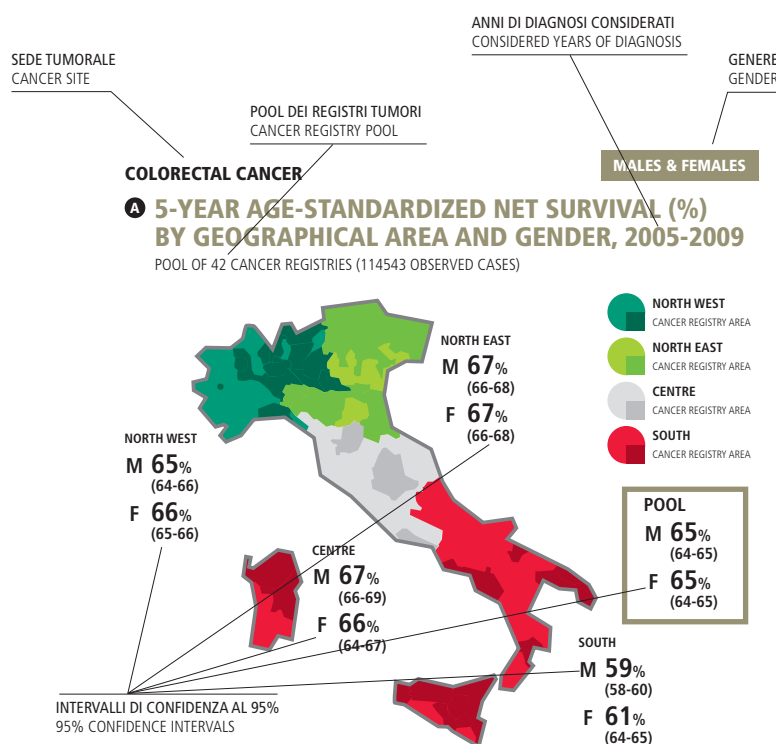 ANNI DI DIAGNOSI CONSIDERATI
CONSIDERED YEARS OF DIAGNOSIS
SEDE TUMORALE
CANCER SITE
GENERE
GENDER
POOL DEI REGISTRI TUMORI
CANCER REGISTRY POOL
COLORECTAL CANCER
MALES & FEMALES
A 5-YEAR AGE-STANDARDIZED NET SURVIVAL (%)
BY GEOGRAPHICAL AREA AND GENDER, 2005-2009
POOL OF 42 CANCER REGISTRIES (114543 OBSERVED CASES)
NORTH WEST
CANCER REGISTRY AREA
NORTH EAST
CANCER REGISTRY AREA
CENTRE
CANCER REGISTRY AREA
SOUTH
CANCER REGISTRY AREA
NORTH EAST
M 67%
(66-68)
F 67%
(66-68)
NORTH WEST
M 65%
(64-66)
F 66%
(65-66)
POOL
M 65%
(64-65)
F 65%
(64-65)
CENTRE
M 67%
(66-69)
F 66%
(64-67)
SOUTH
M 59%
(58-60)
F 61%
(64-65)
INTERVALLI DI CONFIDENZA AL 95%
95% CONFIDENCE INTERVALS